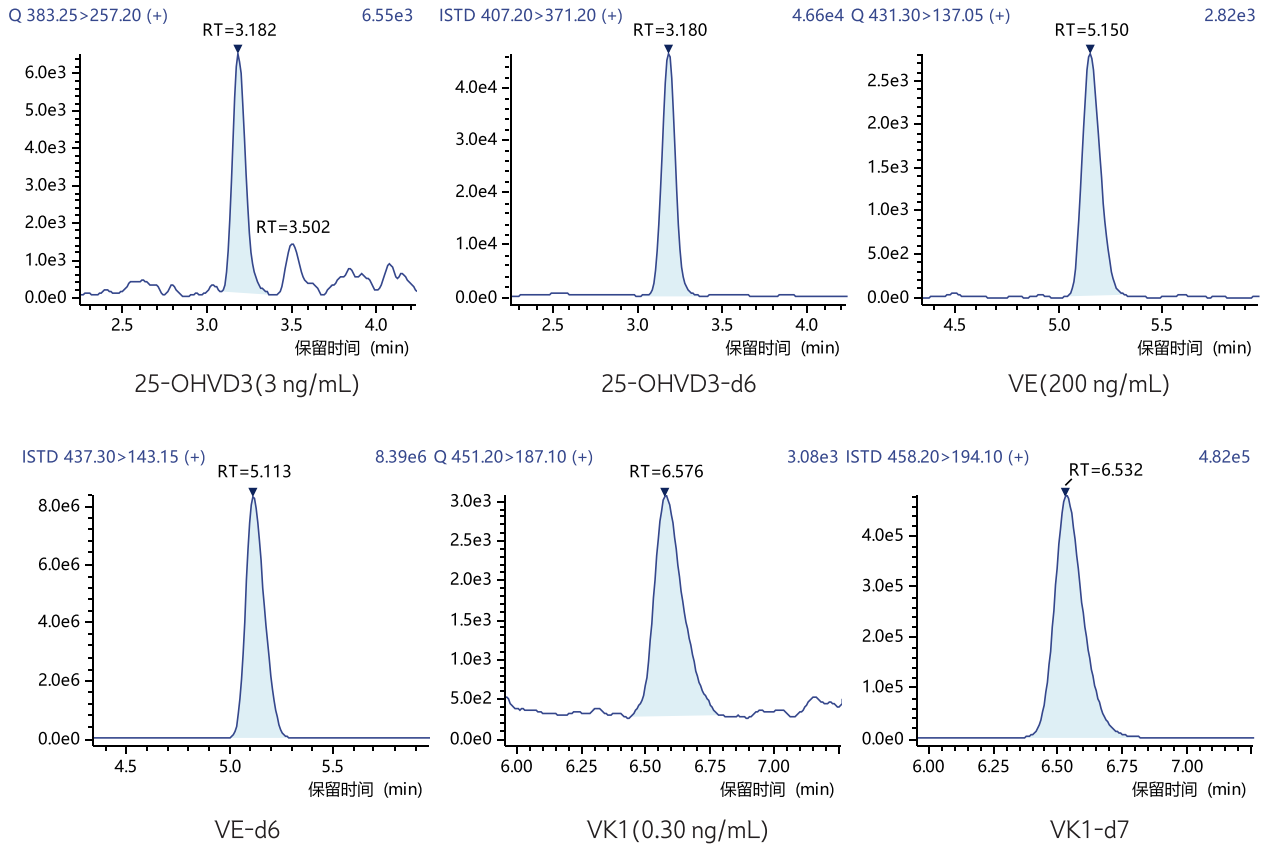 Q 383.25>257.20 (+) 6.55e3
RT=3.182
6.0e3
5.0e3
4.0e3
3.0e3
2.0e3
1.0e3
0.0e0
RT=3.502
2.5 3.0 3.5 4.0
保留时间 (min)
25-OHVD3(3 ng/mL)
ISTD 407.20>371.20 (+) 4.66e4
RT=3.180
4.0e4
3.0e4
2.0e4
1.0e4
0.0e0
2.5 3.0 3.5 4.0
保留时间 (min)
25-OHVD3-d6
Q 431.30>137.05 (+) 2.82e3
RT=5.150
2.5e3
2.0e3
1.5e3
1.0e3
5.0e2
0.0e0
4.5 5.0 5.5
保留时间 (min)
VE(200 ng/mL)
ISTD 437.30>143.15 (+) 8.39e6
RT=5.113
8.0e6
6.0e6
4.0e6
2.0e6
0.0e0
4.5 5.0 5.5
保留时间 (min)
VE-d6
Q 451.20>187.10 (+) 3.08e3
RT=6.576
3.0e3
2.5e3
2.0e3
1.5e3
1.0e3
5.0e2
0.0e0
6.00 6.25 6.50 6.75 7.00
保留时间 (min)
VK1(0.30 ng/mL)
ISTD 458.20>194.10 (+) 4.82e5
RT=6.532
4.0e5
3.0e5
2.0e5
1.0e5
0.0e0
6.00 6.25 6.50 6.75 7.00
保留时间 (min)
VK1-d7